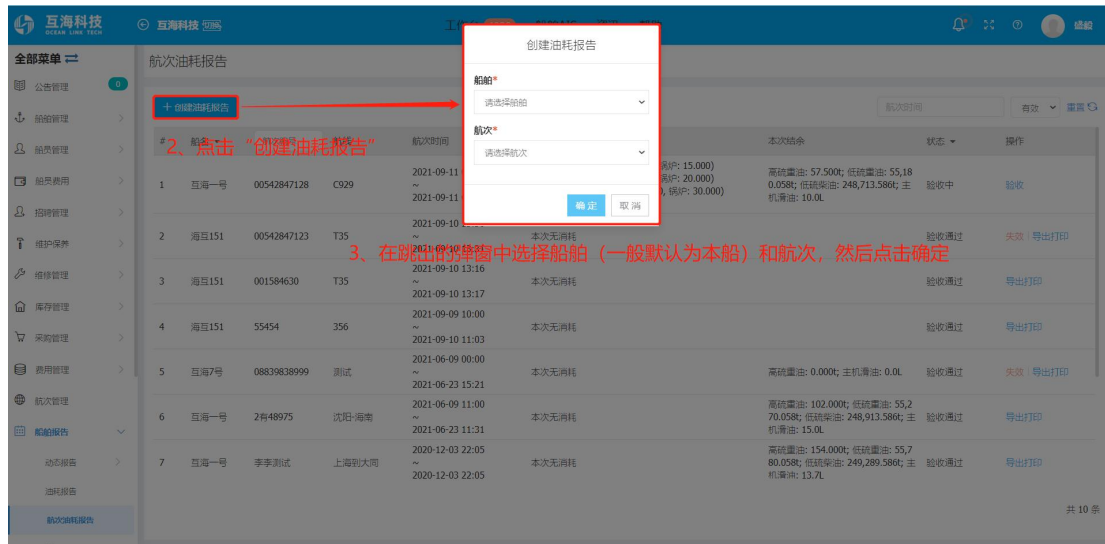 互海科技
OCEAN LINK TECH
互海科技
创建油耗报告
全部菜单
航次油耗报告
公告管理
0
船舶*
请选择船舶
+ 创建油耗报告
航次时间
有效
重置
船舶管理
航次*
请选择航次
2、点击“创建油耗报告”
船员管理
# 船名 航次时间 本次结余 状态 操作
船员费用
1 互海一号 00542847128 C929
2021-09-11
~
2021-09-11
锅炉: 15.000)
锅炉: 20.000)
锅炉: 30.000)
高硫重油: 57.500t; 低硫重油: 55,18
0.058t; 低硫柴油: 248,713.586t; 主
机滑油: 10.0L
验收中 验收
确定 取消
招聘管理
维护保养
2 海互151 00542847123 T35
2021-09-10
~
本次无消耗 验收通过 失效 导出打印
3、在跳出的弹窗中选择船舶（一般默认为本船）和航次，然后点击确定
维修管理
3 海互151 001584630 T35
2021-09-10 13:16
~
2021-09-10 13:17
本次无消耗 验收通过 导出打印
库存管理
采购管理
4 海互151 55454 356
2021-09-09 10:00
~
2021-09-10 11:03
本次无消耗 验收通过 导出打印
费用管理
5 互海7号 08839838999 测试
2021-06-09 00:00
~
2021-06-23 15:21
本次无消耗 高硫重油: 0.000t; 主机滑油: 0.0L 验收通过 失效 导出打印
航次管理
6 互海一号 2有48975 沈阳-海南
2021-06-09 11:00
~
2021-06-23 11:31
本次无消耗
高硫重油: 102.000t; 低硫重油: 55,2
70.058t; 低硫柴油: 248,913.586t; 主
机滑油: 15.0L
验收通过 导出打印
船舶报告
动态报告
7 互海一号 李李测试 上海到大同
2020-12-03 22:05
~
2020-12-03 22:05
本次无消耗
高硫重油: 154.000t; 低硫重油: 55,7
80.058t; 低硫柴油: 249,289.586t; 主
机滑油: 13.7L
验收通过 导出打印
油耗报告
航次油耗报告
共 10 条